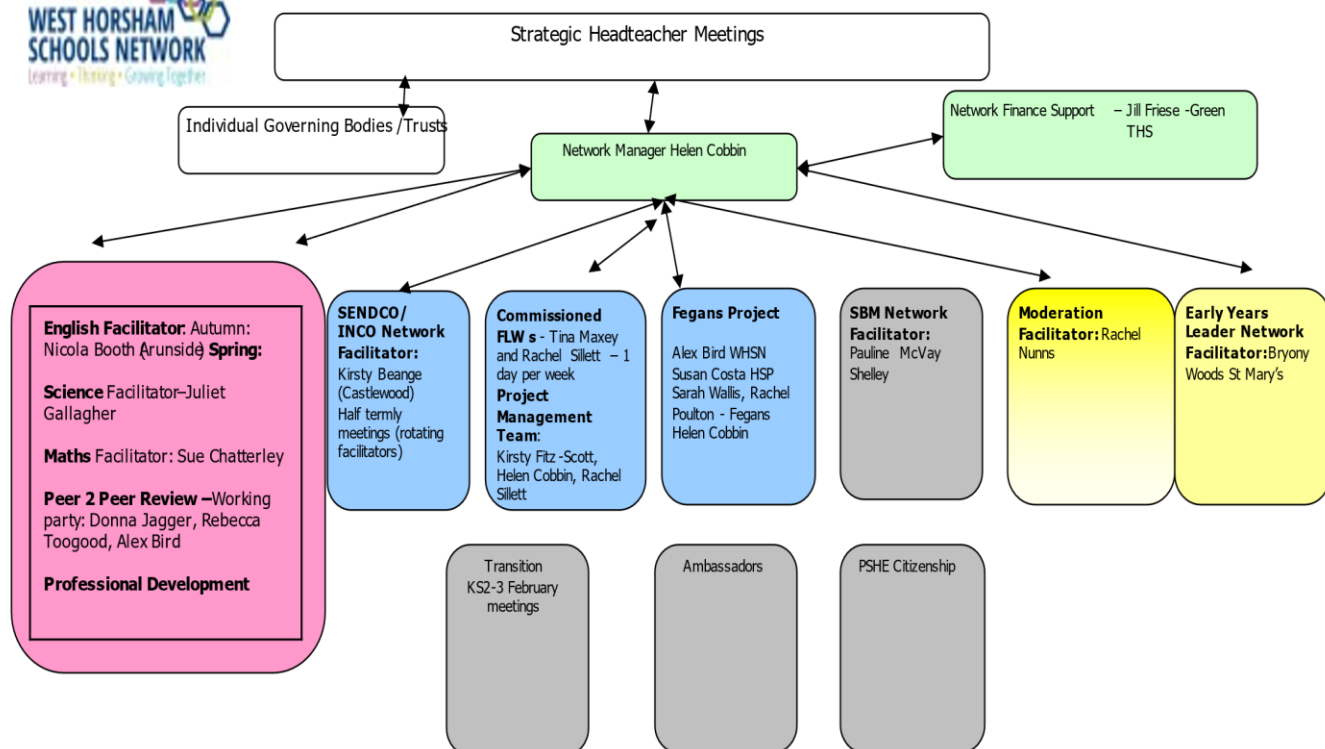 WEST HORSHAM
SCHOOLS NETWORK
Learning • Thinking • Growing Together
Strategic Headteacher Meetings
Individual Governing Bodies /Trusts
Network Manager Helen Cobbin
Network Finance Support – Jill Friese -Green
THS
English Facilitator: Autumn:
Nicola Booth (Arunside) Spring:
Science Facilitator–Juliet
Gallagher
Maths Facilitator: Sue Chatterley
Peer 2 Peer Review –Working
party: Donna Jagger, Rebecca
Toogood, Alex Bird
Professional Development
SENDCO/
INCO Network
Facilitator:
Kirsty Beange
(Castlewood)
Half termly
meetings (rotating
facilitators)
Commissioned
FLW s - Tina Maxey
and Rachel Sillett – 1
day per week
Project
Management
Team:
Kirsty Fitz -Scott,
Helen Cobbin, Rachel
Sillett
Fegans Project
Alex Bird WHSN
Susan Costa HSP
Sarah Wallis, Rachel
Poulton - Fegans
Helen Cobbin
SBM Network
Facilitator:
Pauline McVay
Shelley
Moderation
Facilitator: Rachel
Nunns
Early Years
Leader Network
Facilitator:Bryony
Woods St Mary's
Transition
KS2-3 February
meetings
Ambassadors
PSHE Citizenship